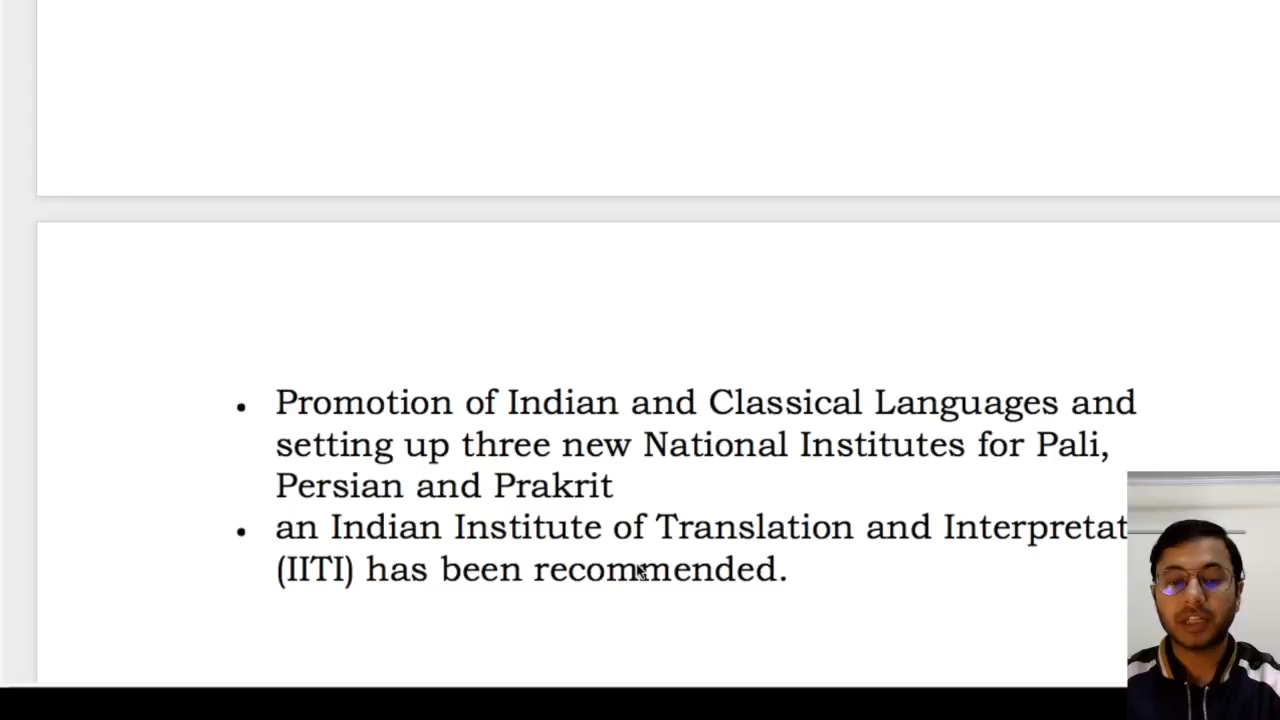 • Promotion of Indian and Classical Languages and
setting up three new National Institutes for Pali,
Persian and Prakrit
• an Indian Institute of Translation and Interpretat
(IITI) has been recommended.